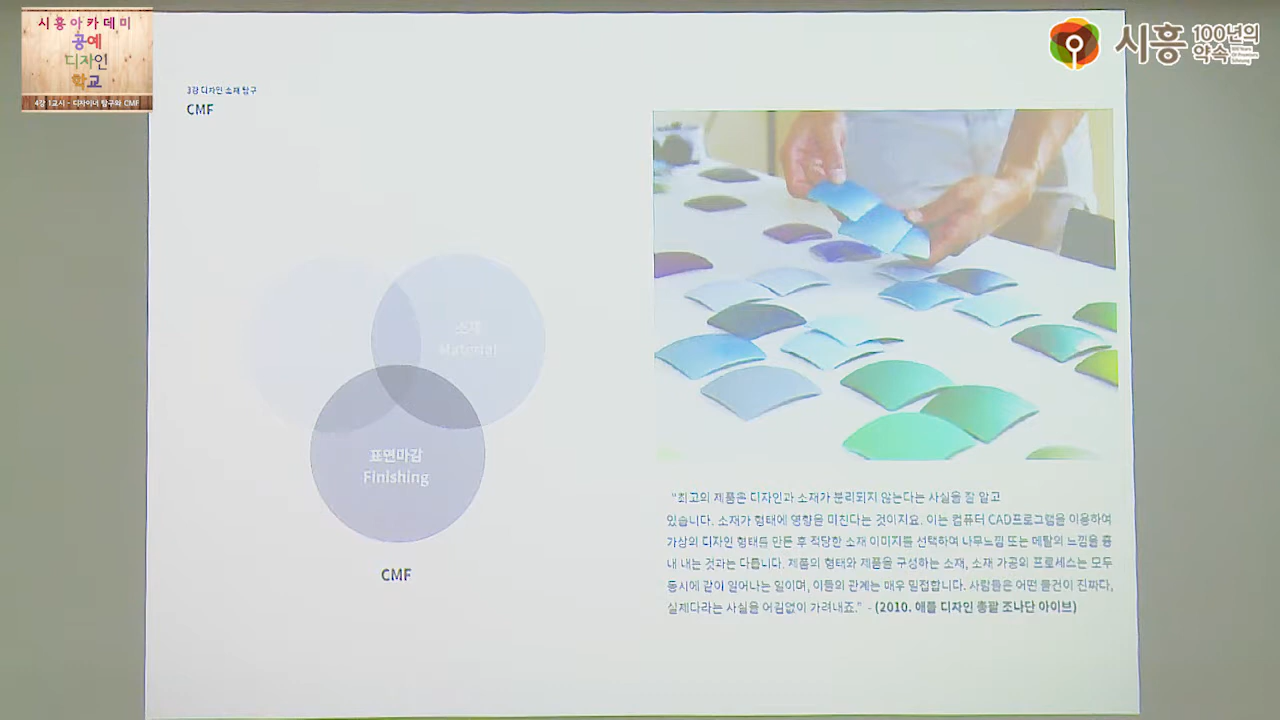 시흥아카데미
공예
디자인
학교
4강 1교시 - 디자이너 탐구와 CMF
시흥 100년의 약속
3강 디자인 소재 탐구
CMF
소재
Material
표면마감
Finishing
CMF
"최고의 제품은 디자인과 소재가 분리되지 않는다는 사실을 잘 알고
있습니다. 소재가 형태에 영향을 미친다는 것이지요. 이는 컴퓨터 CAD프로그램을 이용하여
가상의 디자인 형태를 만든 후 적당한 소재 이미지를 선택하여 나무느낌 또는 메탈의 느낌을 흉
내 내는 것과는 다릅니다. 제품의 형태와 제품을 구성하는 소재, 소재 가공의 프로세스는 모두
동시에 같이 일어나는 일이며, 이들의 관계는 매우 밀접합니다. 사람들은 어떤 물건이 진짜다,
실제다라는 사실을 어김없이 가려내죠." - (2010. 애플 디자인 총괄 조나단 아이브)